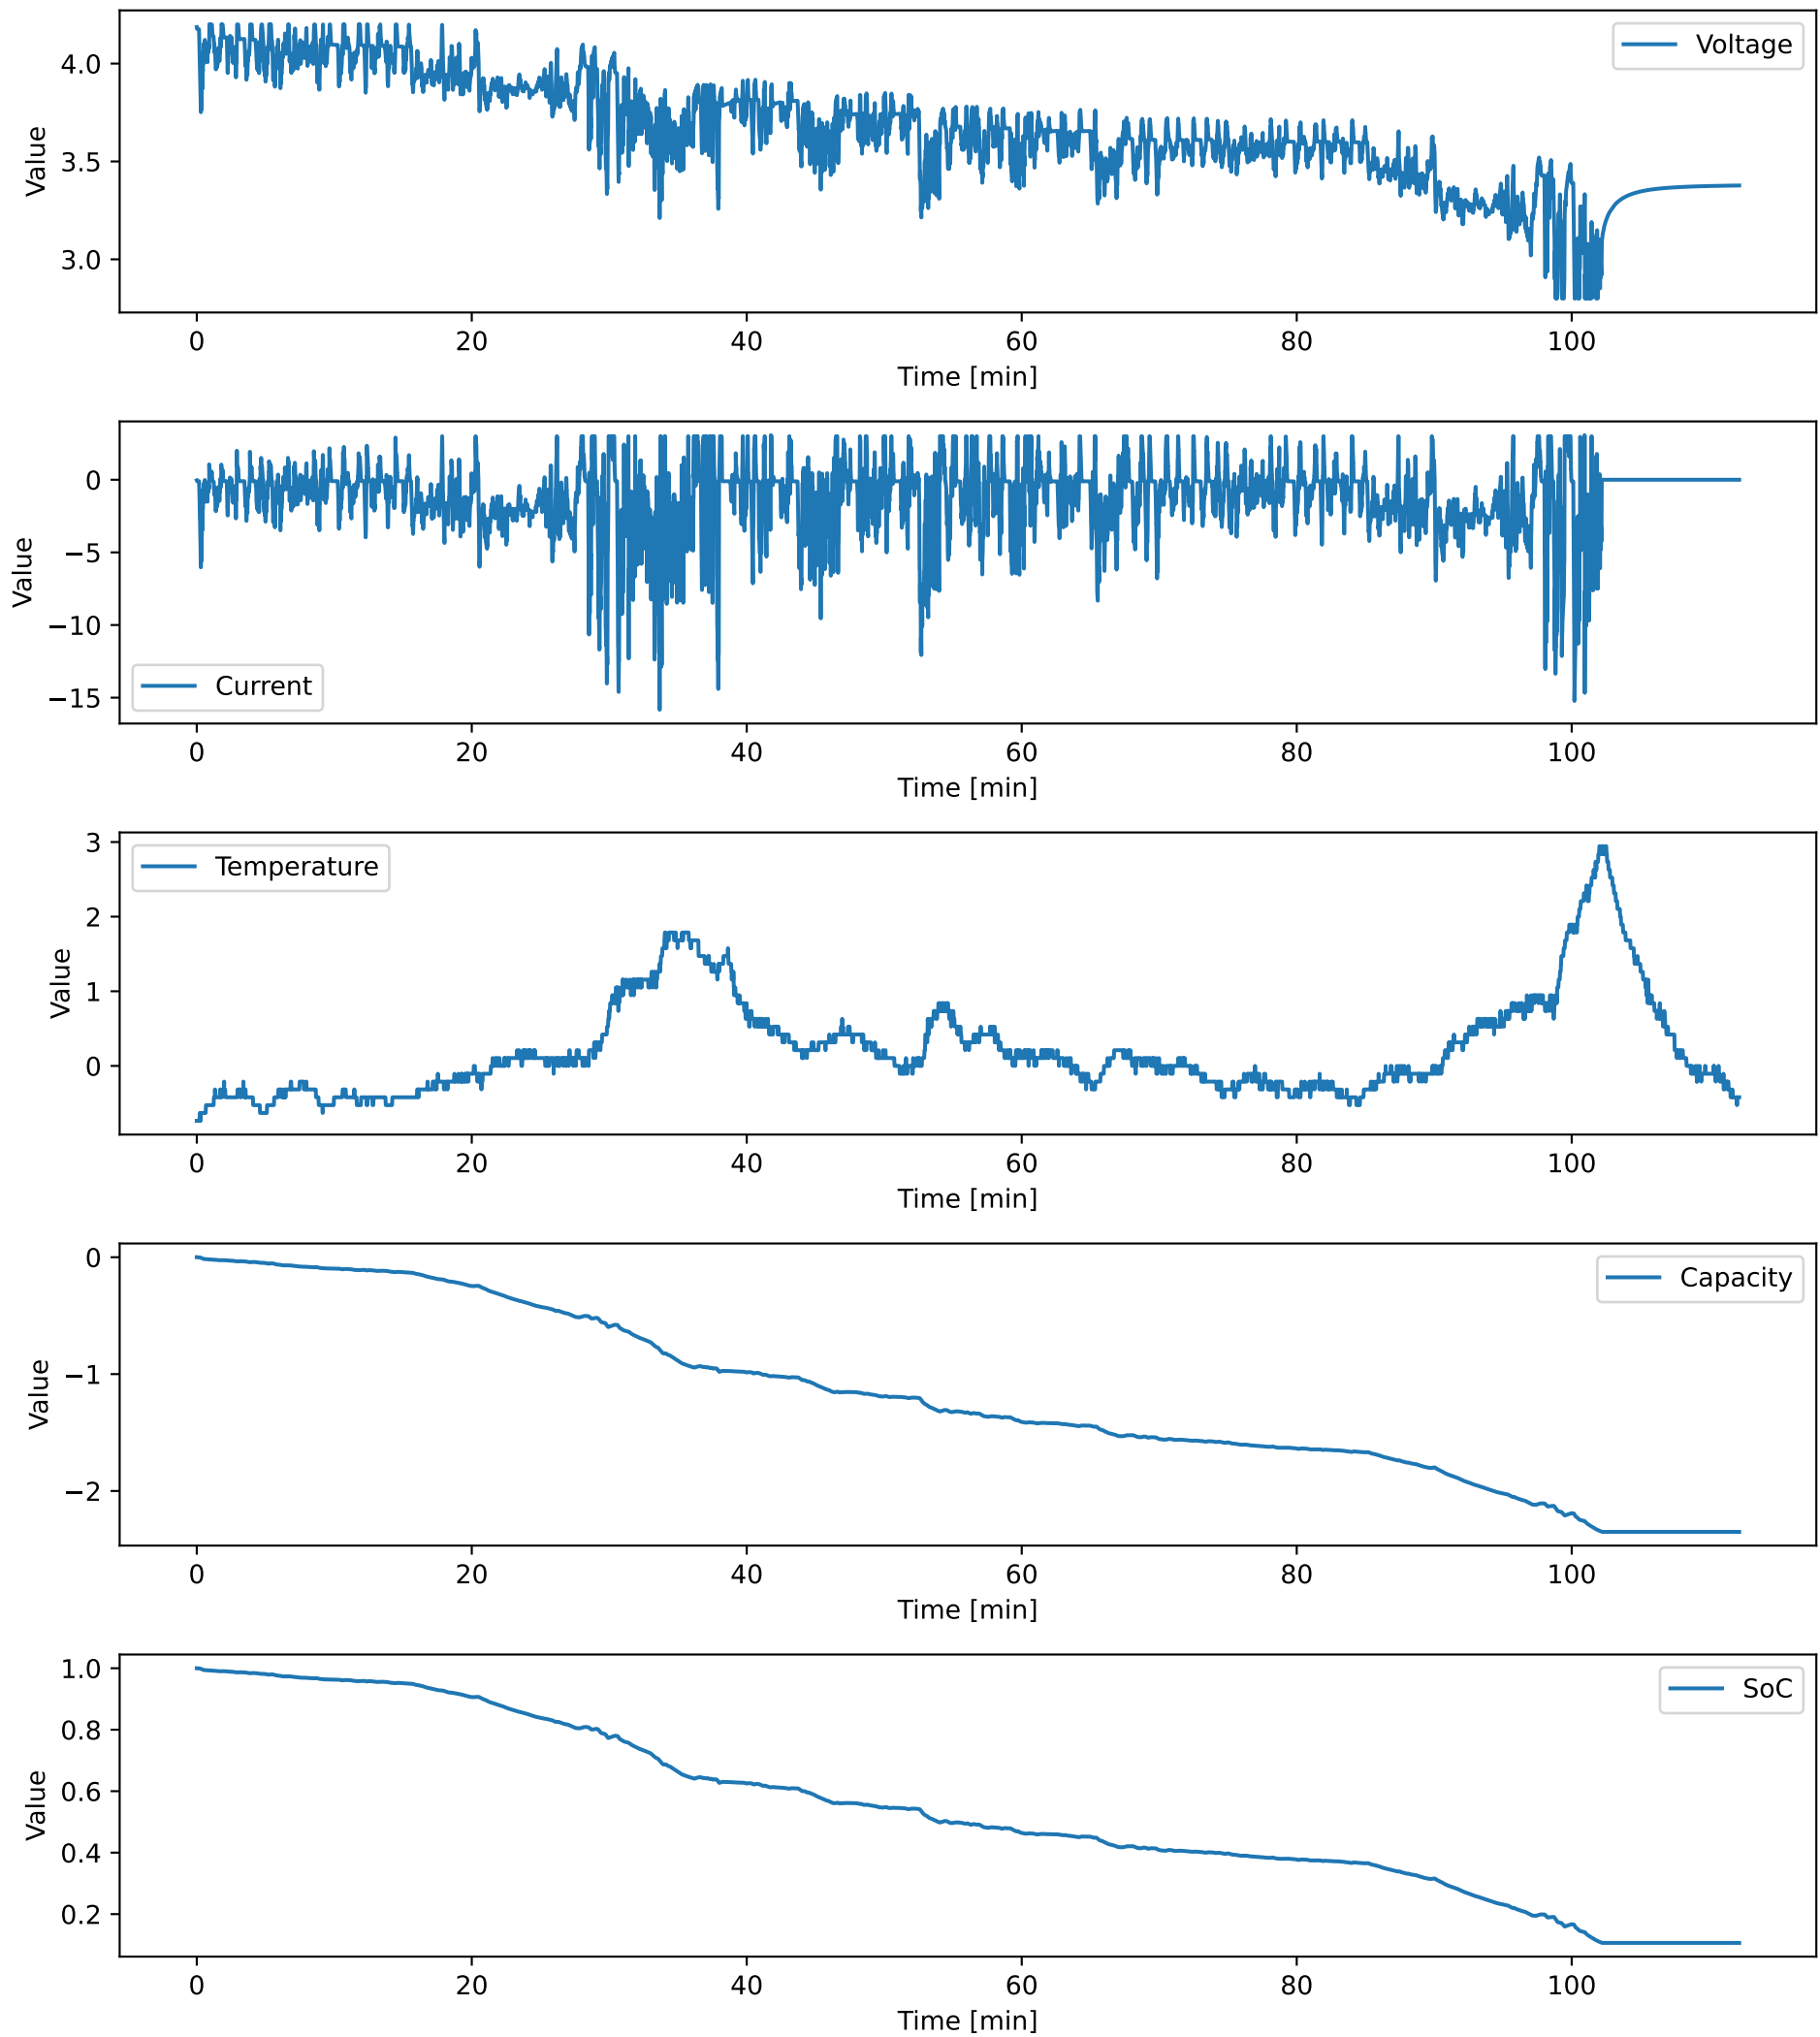 Value
4.0
3.5
3.0
Voltage
0 20 40 60 80 100
Time [min]
Value
0
−5
−10
−15
Current
0 20 40 60 80 100
Time [min]
Value
3
2
1
0
Temperature
0 20 40 60 80 100
Time [min]
Value
0
−1
−2
Capacity
0 20 40 60 80 100
Time [min]
Value
1.0
0.8
0.6
0.4
0.2
SoC
0 20 40 60 80 100
Time [min]